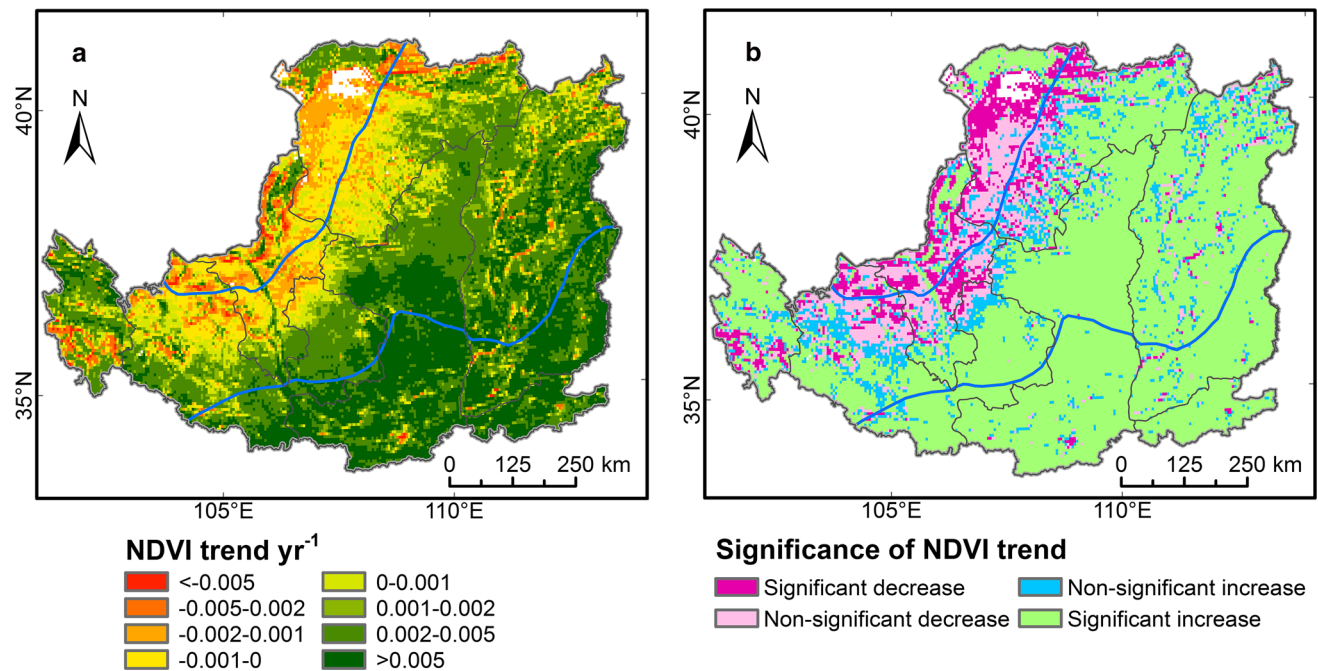 a
N
40°N
35°N
0 125 250 km
105°E 110°E
NDVI trend yr⁻¹
<-0.005
-0.005-0.002
-0.002-0.001
-0.001-0
0-0.001
0.001-0.002
0.002-0.005
>0.005
b
N
40°N
35°N
0 125 250 km
105°E 110°E
Significance of NDVI trend
Significant decrease
Non-significant decrease
Non-significant increase
Significant increase